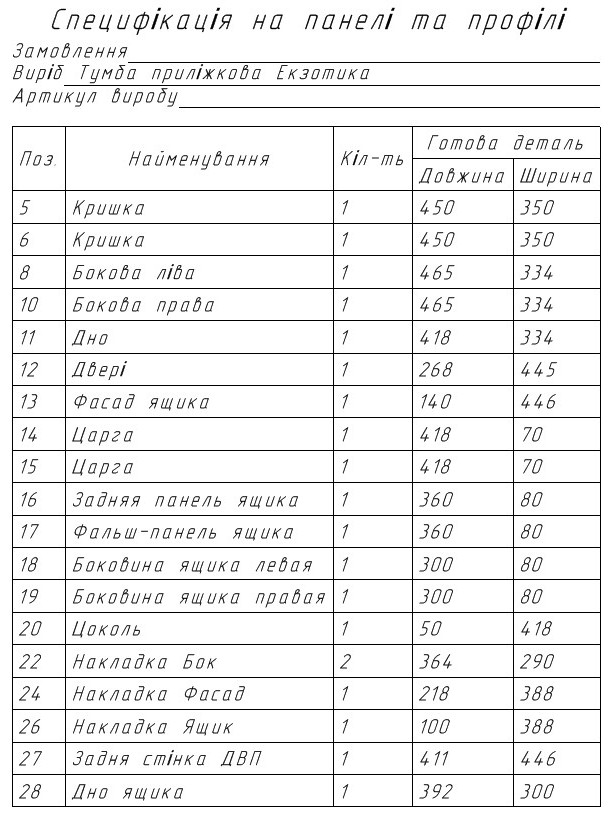 Специфікація на панелі та профілі
Замовлення
Виріб Тумба приліжкова Екзотика
Артикул виробу
Поз. Найменування Кіл-ть Готова деталь
Довжина Ширина
5 Кришка 1 450 350
6 Кришка 1 450 350
8 Бокова ліва 1 465 334
10 Бокова права 1 465 334
11 Дно 1 418 334
12 Двері 1 268 445
13 Фасад ящика 1 140 446
14 Царга 1 418 70
15 Царга 1 418 70
16 Задняя панель ящика 1 360 80
17 Фальш-панель ящика 1 360 80
18 Боковина ящика левая 1 300 80
19 Боковина ящика правая 1 300 80
20 Цоколь 1 50 418
22 Накладка Бок 2 364 290
24 Накладка Фасад 1 218 388
26 Накладка Ящик 1 100 388
27 Задня стінка ДВП 1 411 446
28 Дно ящика 1 392 300